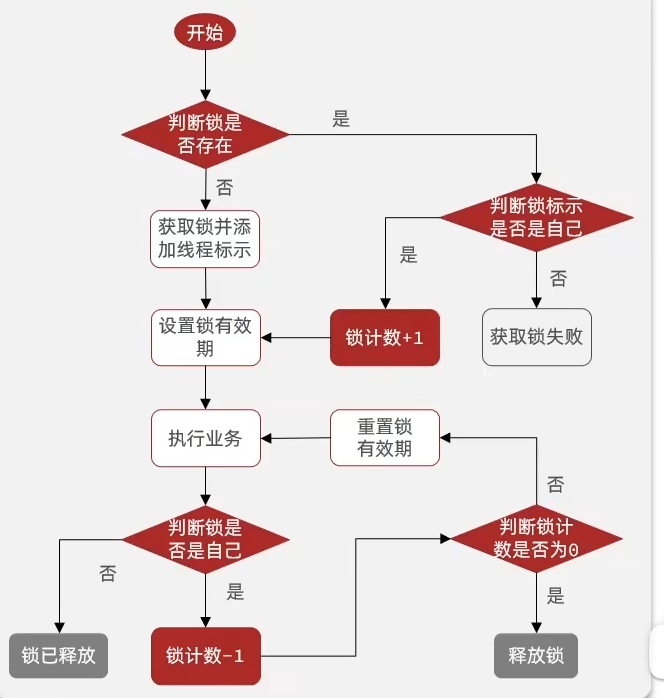 开始
判断锁是
否存在
是
否
获取锁并添
加线程标示
判断锁标示
是否是自己
是
否
设置锁有效
期
锁计数+1
获取锁失败
执行业务
重置锁
有效期
否
判断锁是
否是自己
判断锁计
数是否为0
否
是
是
锁已释放
锁计数-1
释放锁